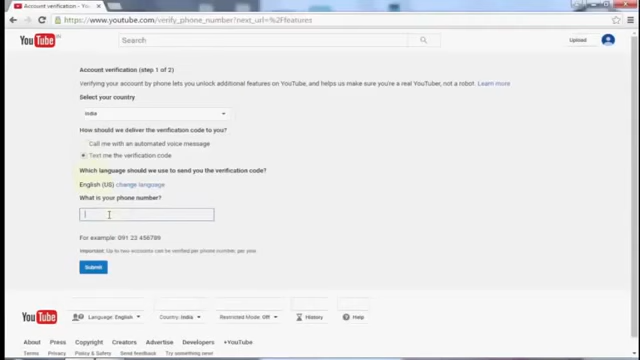 Account verification - You
https://www.youtube.com/verify_phone_number?next_url=%2Ffeatures
YouTube IN
Search
Upload
Account verification (step 1 of 2)
Verifying your account by phone lets you unlock additional features on YouTube, and helps us make sure you're a real YouTuber, not a robot. Learn more
Select your country
India
How should we deliver the verification code to you?
Call me with an automated voice message
Text me the verification code
Which language should we use to send you the verification code?
English (US) change language
What is your phone number?
For example: 091 23 456789
Important: Up to two accounts can be verified per phone number, per year.
Submit
YouTube
Language: English
Country: India
Restricted Mode: Off
History
Help
About Press Copyright Creators Advertise Developers +YouTube
Terms Privacy Policy & Safety Send feedback Try something new!